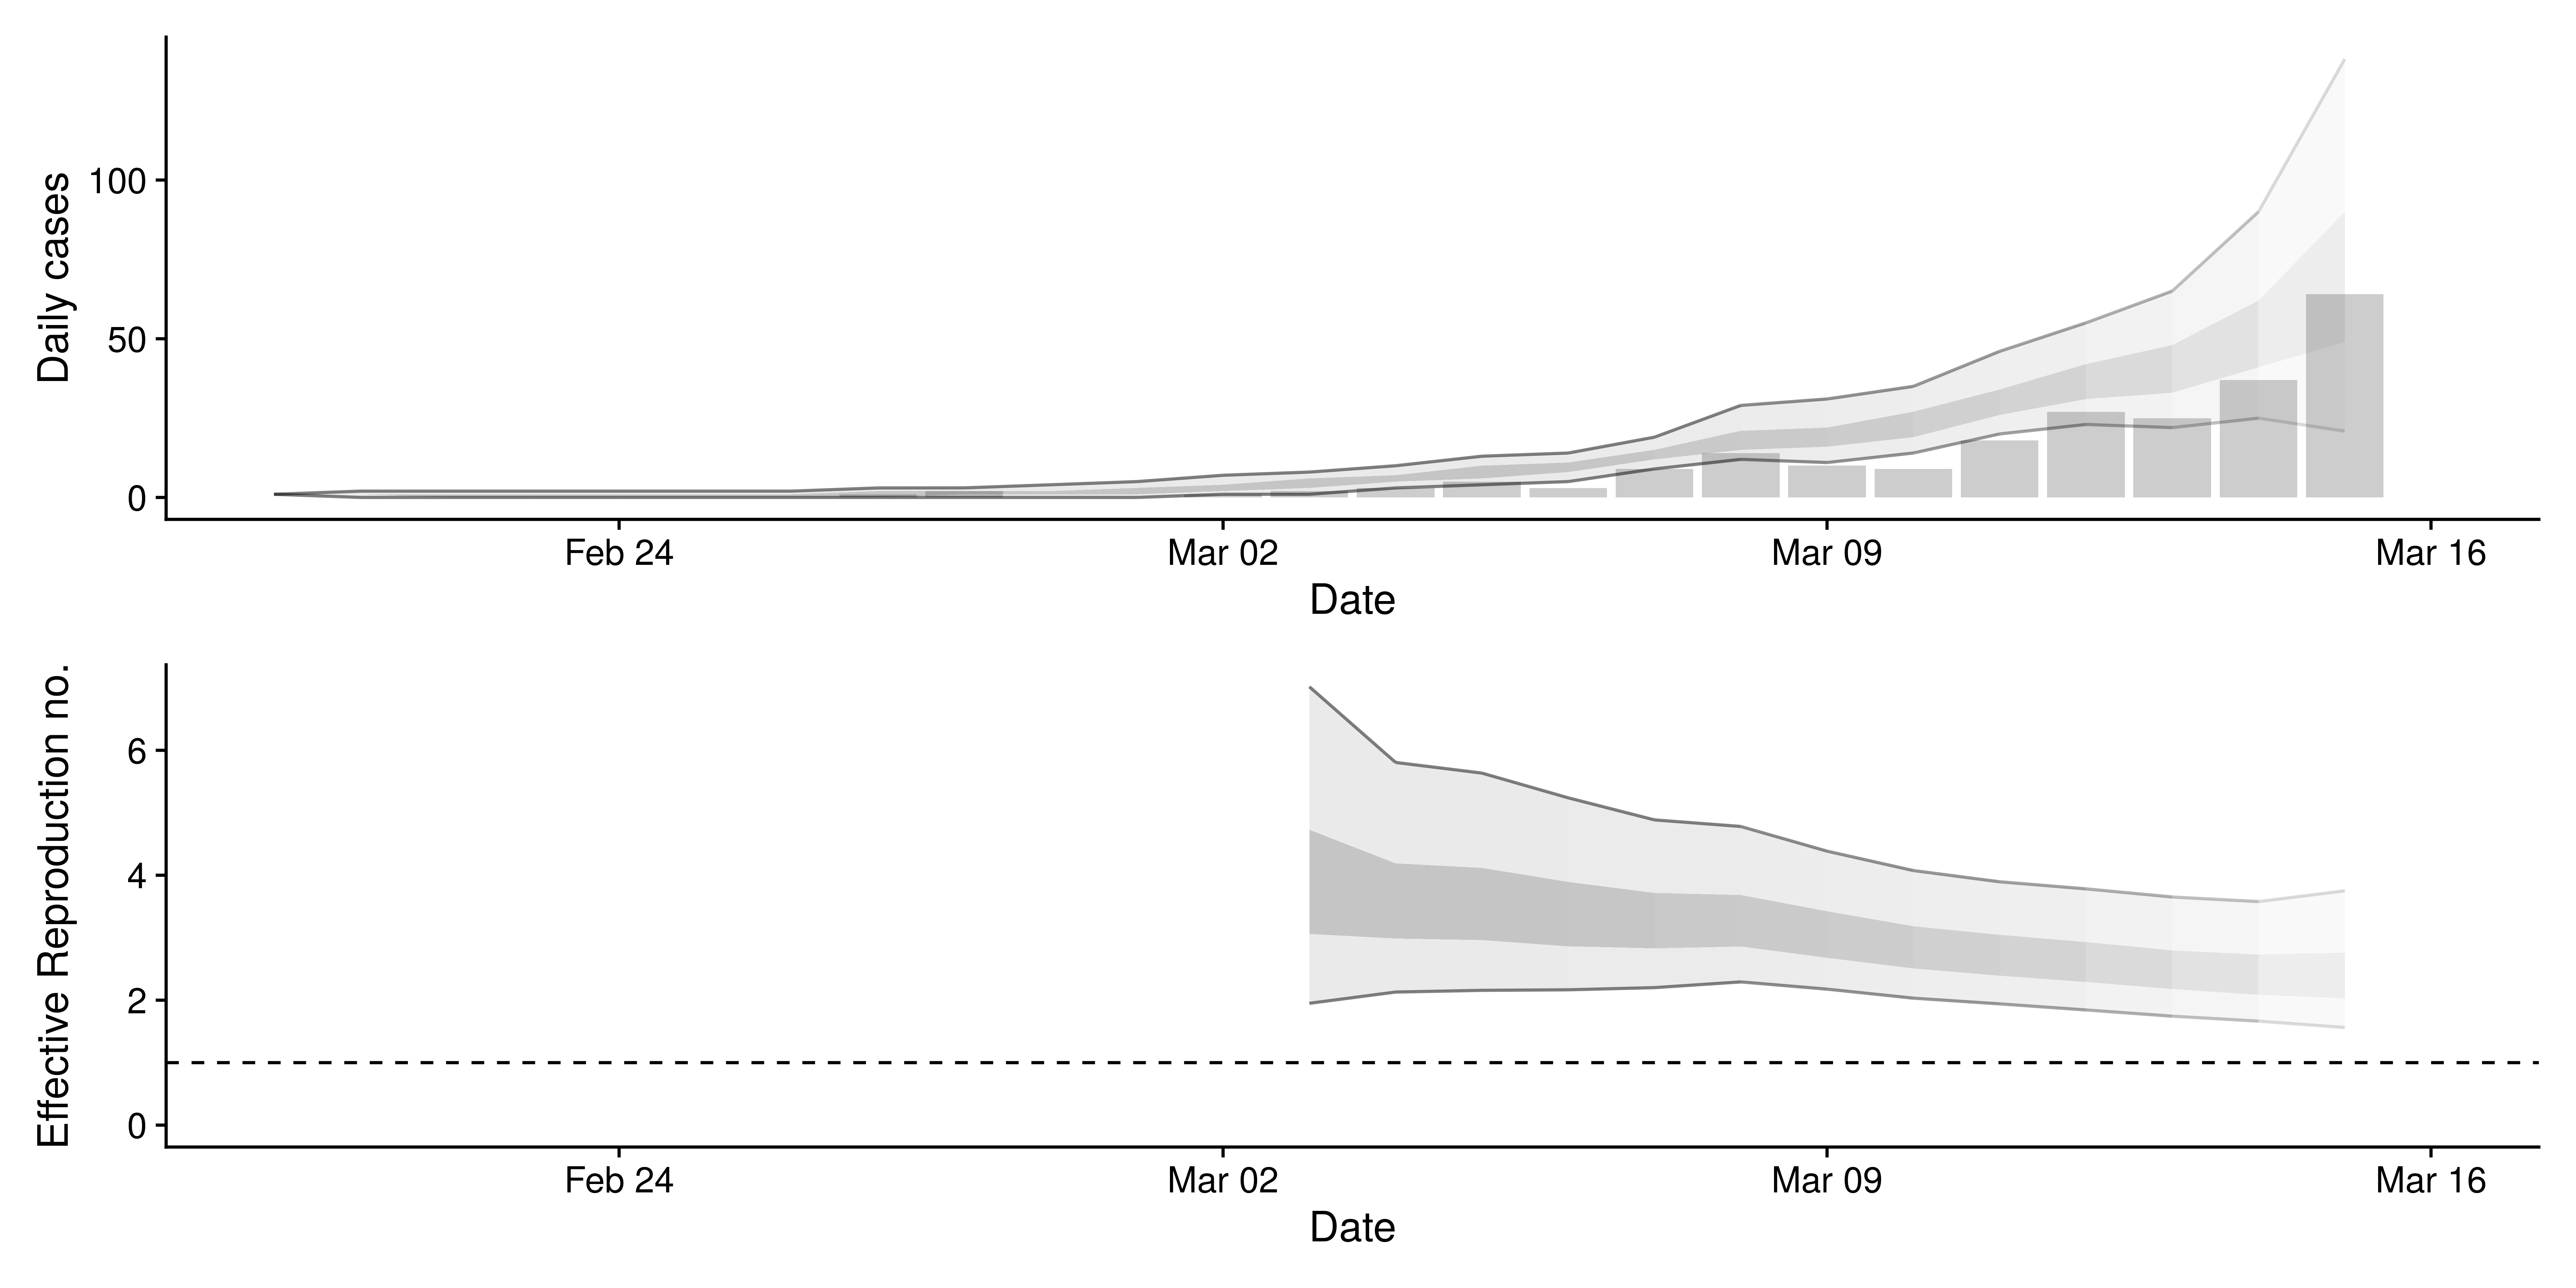 Daily cases
100
50
0
Feb 24
Mar 02
Mar 09
Mar 16
Date
Effective Reproduction no.
6
4
2
0
Feb 24
Mar 02
Mar 09
Mar 16
Date